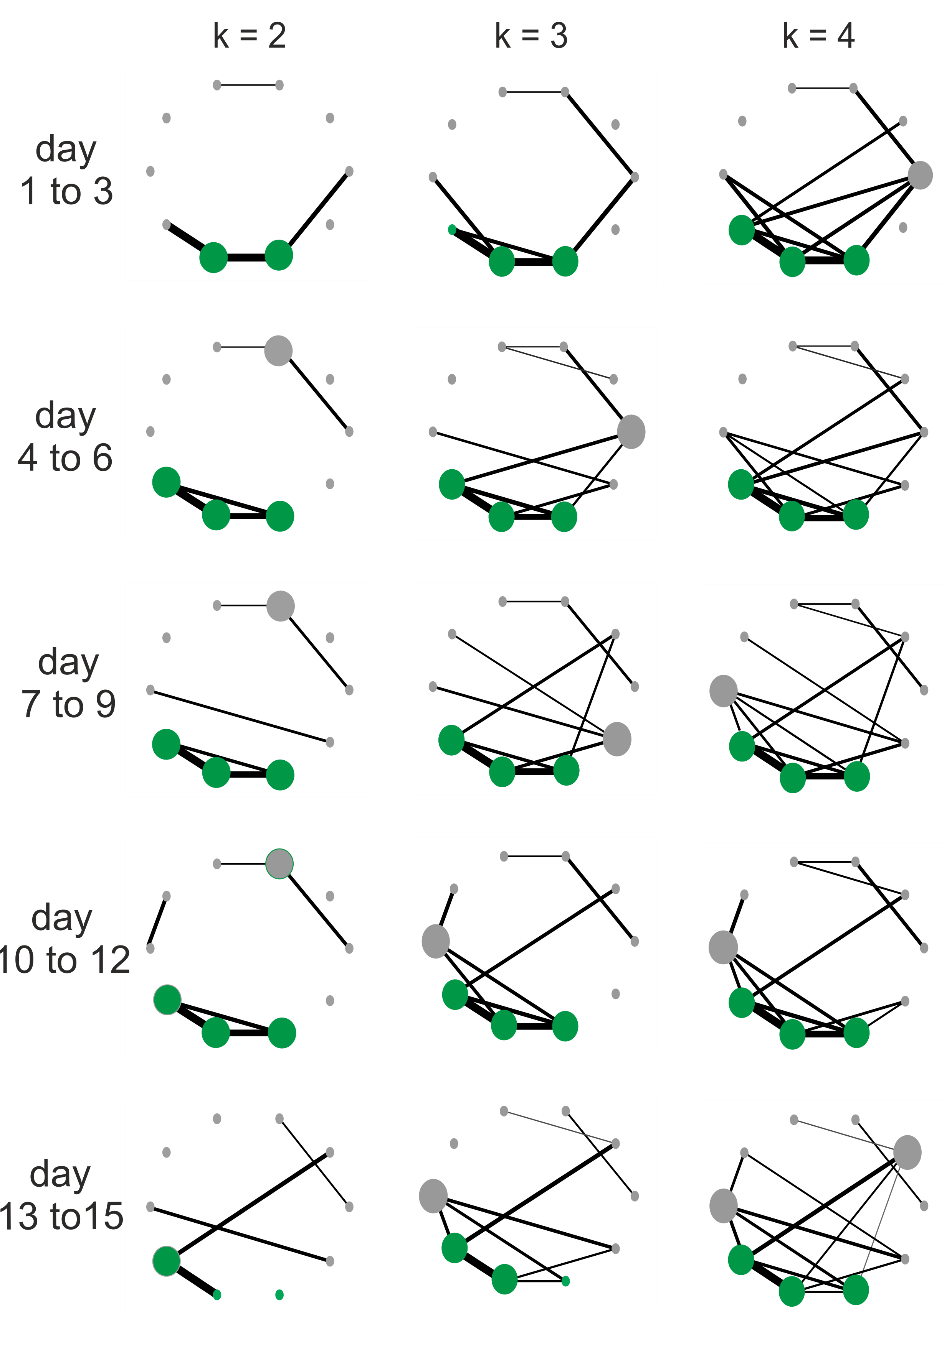 k = 2 k = 3 k = 4
day
1 to 3
day
4 to 6
day
7 to 9
day
10 to 12
day
13 to15